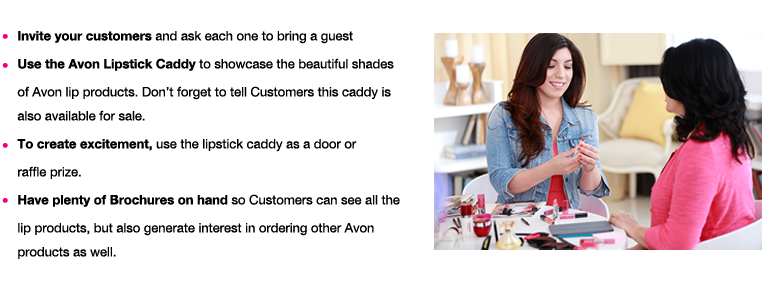 • Invite your customers and ask each one to bring a guest
• Use the Avon Lipstick Caddy to showcase the beautiful shades
of Avon lip products. Don't forget to tell Customers this caddy is
also available for sale.
• To create excitement, use the lipstick caddy as a door or
raffle prize.
• Have plenty of Brochures on hand so Customers can see all the
lip products, but also generate interest in ordering other Avon
products as well.